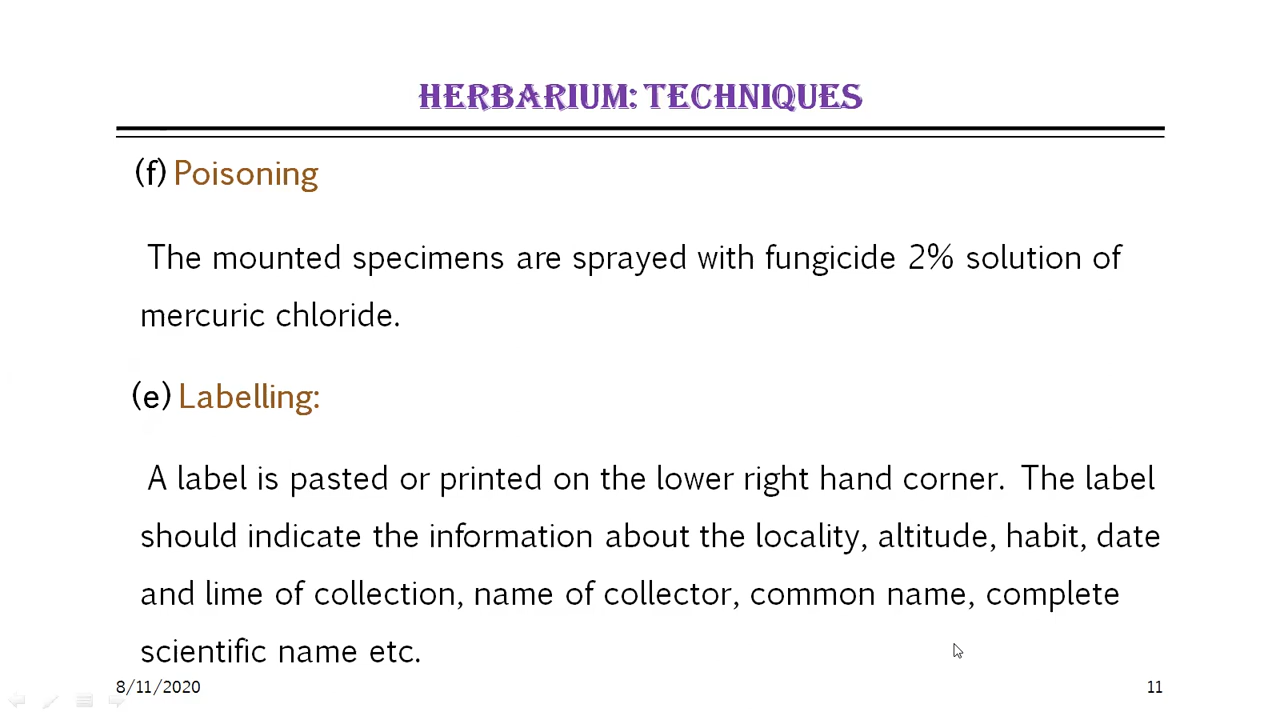 HERBARIUM: TECHNIQUES
(f) Poisoning
The mounted specimens are sprayed with fungicide 2% solution of
mercuric chloride.
(e) Labelling:
A label is pasted or printed on the lower right hand corner. The label
should indicate the information about the locality, altitude, habit, date
and lime of collection, name of collector, common name, complete
scientific name etc.
8/11/2020
11